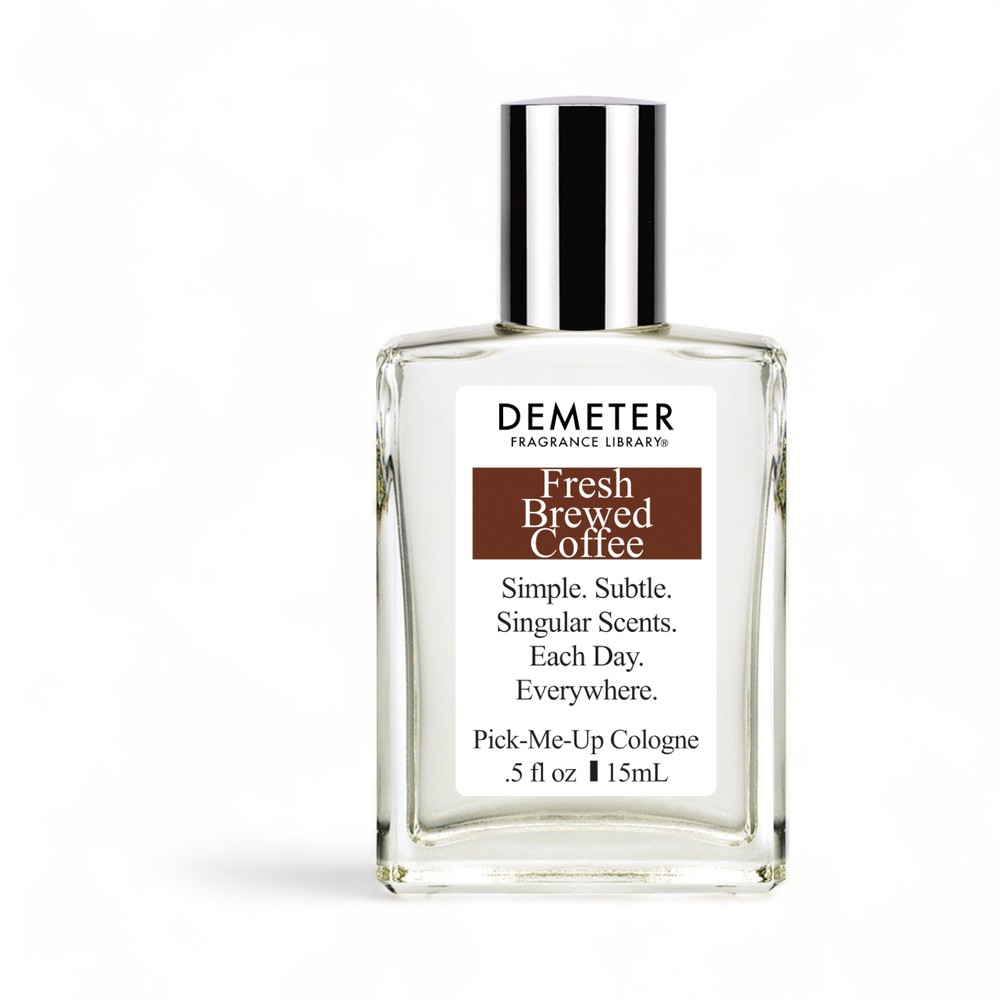 DEMETER
FRAGRANCE LIBRARY®
Fresh
Brewed
Coffee
Simple. Subtle.
Singular Scents.
Each Day.
Everywhere.
Pick-Me-Up Cologne
.5 fl oz ▌15mL